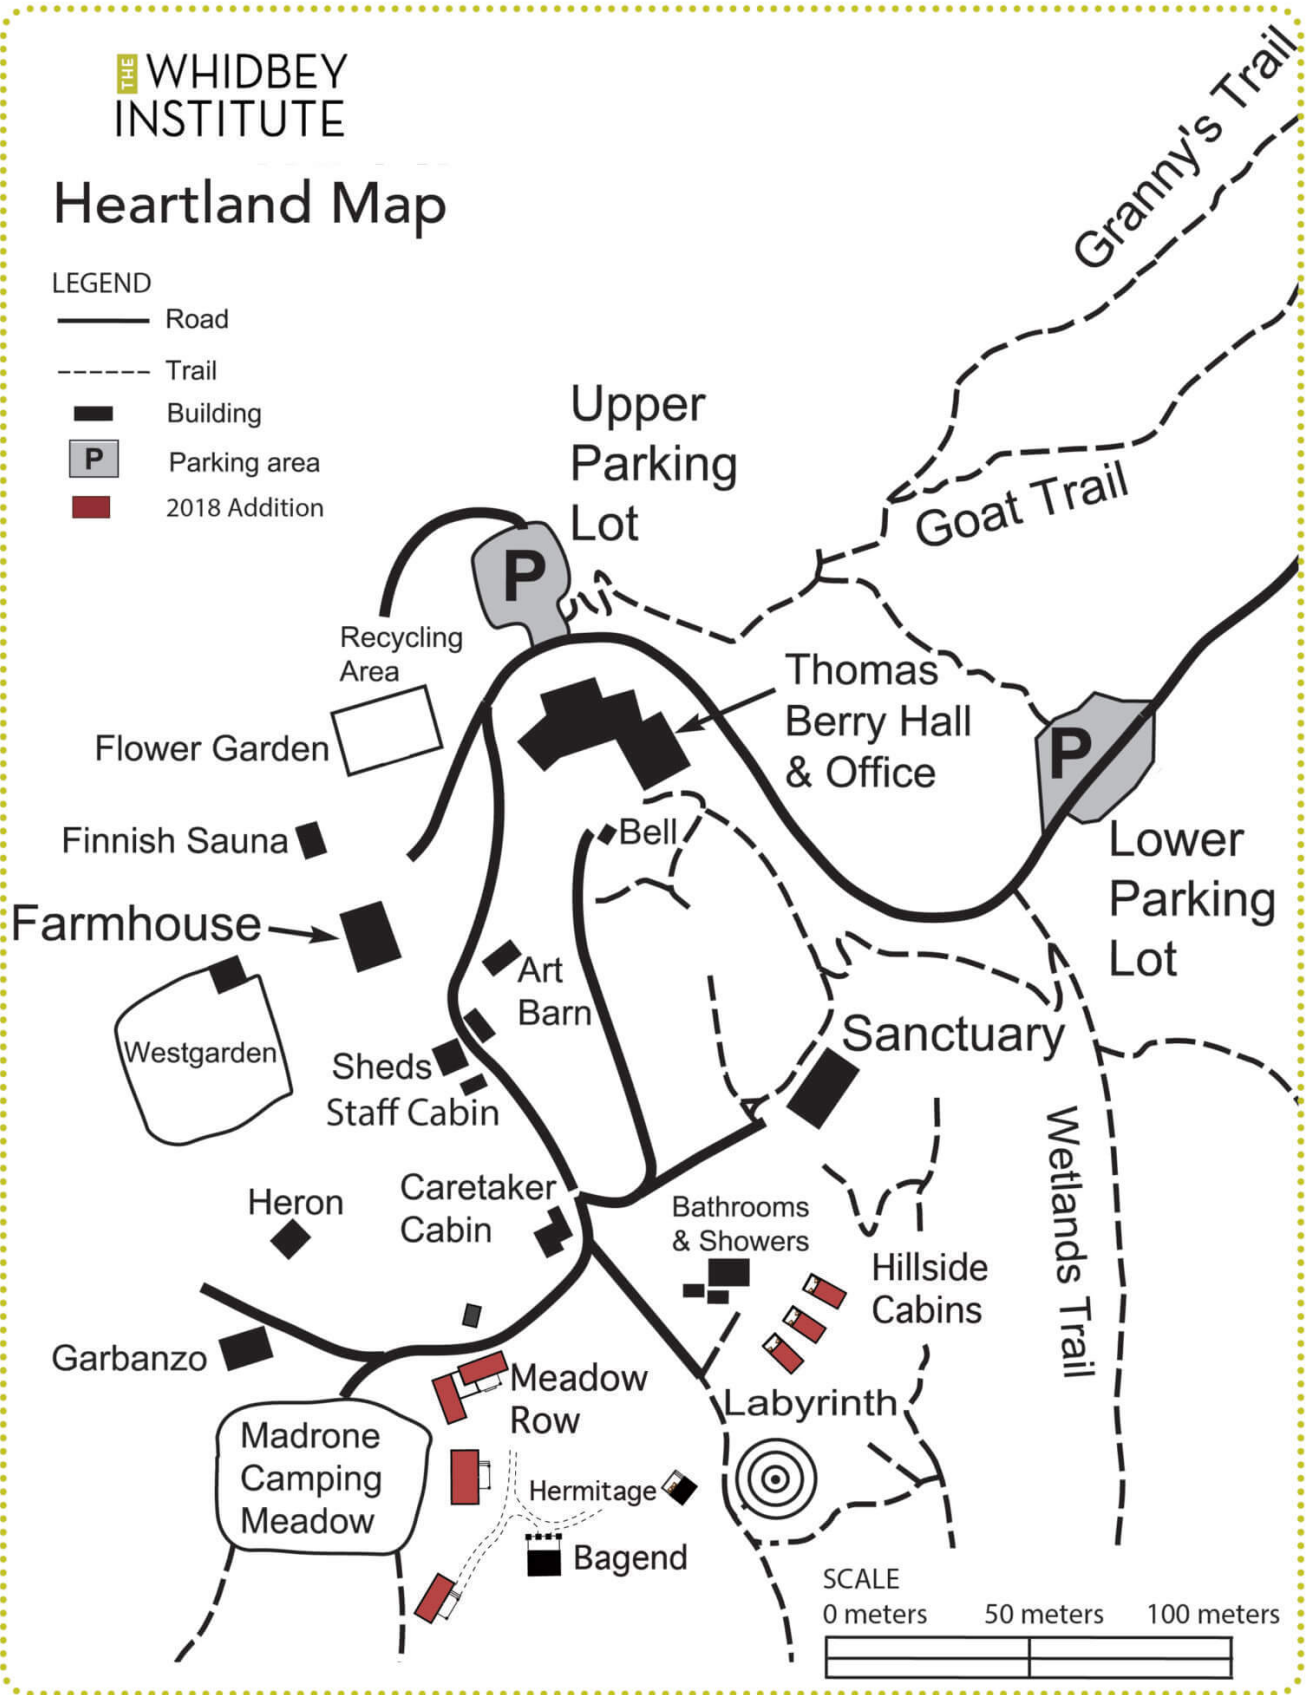 THE WHIDBEY
INSTITUTE
Heartland Map
LEGEND
Road
Trail
Building
P Parking area
2018 Addition
Granny's Trail
Goat Trail
Upper
Parking
Lot
P
Recycling
Area
Flower Garden
Thomas
Berry Hall
& Office
P
Lower
Parking
Lot
Finnish Sauna
Bell
Farmhouse
Art
Barn
Westgarden
Sheds
Staff Cabin
Sanctuary
Wetlands Trail
Heron
Caretaker
Cabin
Bathrooms
& Showers
Hillside
Cabins
Garbanzo
Meadow
Row
Labyrinth
Madrone
Camping
Meadow
Hermitage
Bagend
SCALE
0 meters 50 meters 100 meters